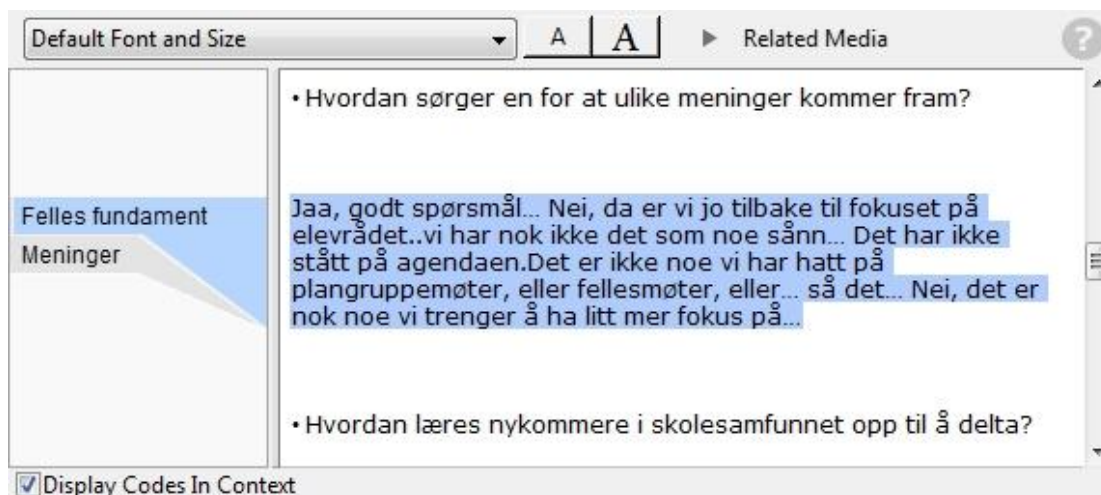 Default Font and Size
A
A
Related Media
?
• Hvordan sørger en for at ulike meninger kommer fram?
Felles fundament
Meninger
Jaa, godt spørsmål... Nei, da er vi jo tilbake til fokuset på
elevrådet..vi har nok ikke det som noe sånn... Det har ikke
stått på agendaen.Det er ikke noe vi har hatt på
plangruppemøter, eller fellesmøter, eller... så det... Nei, det er
nok noe vi trenger å ha litt mer fokus på...
• Hvordan læres nykommere i skolesamfunnet opp til å delta?
Display Codes In Context